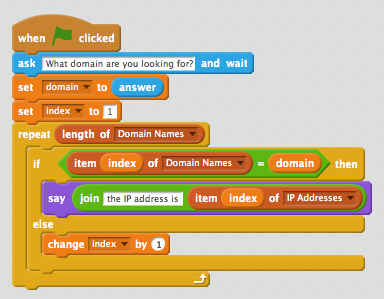 when clicked
ask What domain are you looking for? and wait
set domain to answer
set Index to 1
repeat length of Domain Names
if item index of Domain Names = domain then
say join the IP address is item index of IP Addresses
else
change Index by 1